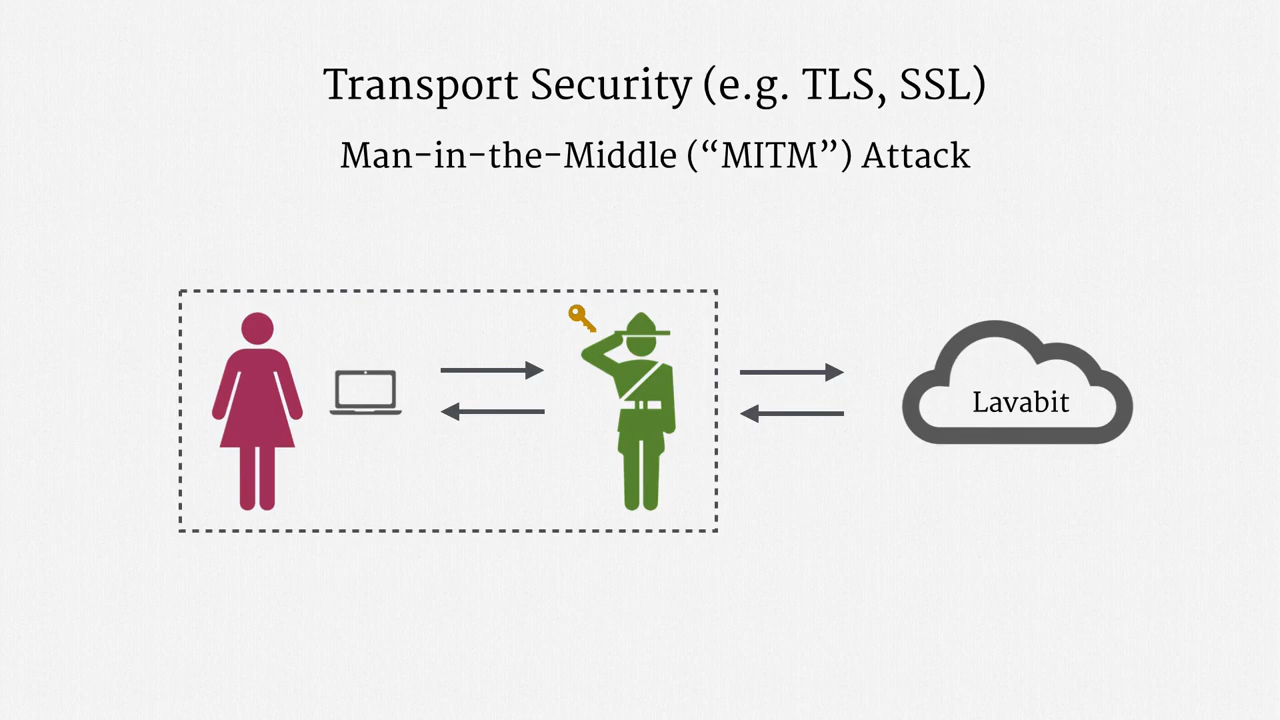 Transport Security (e.g. TLS, SSL)
Man-in-the-Middle (“MITM”) Attack
Lavabit